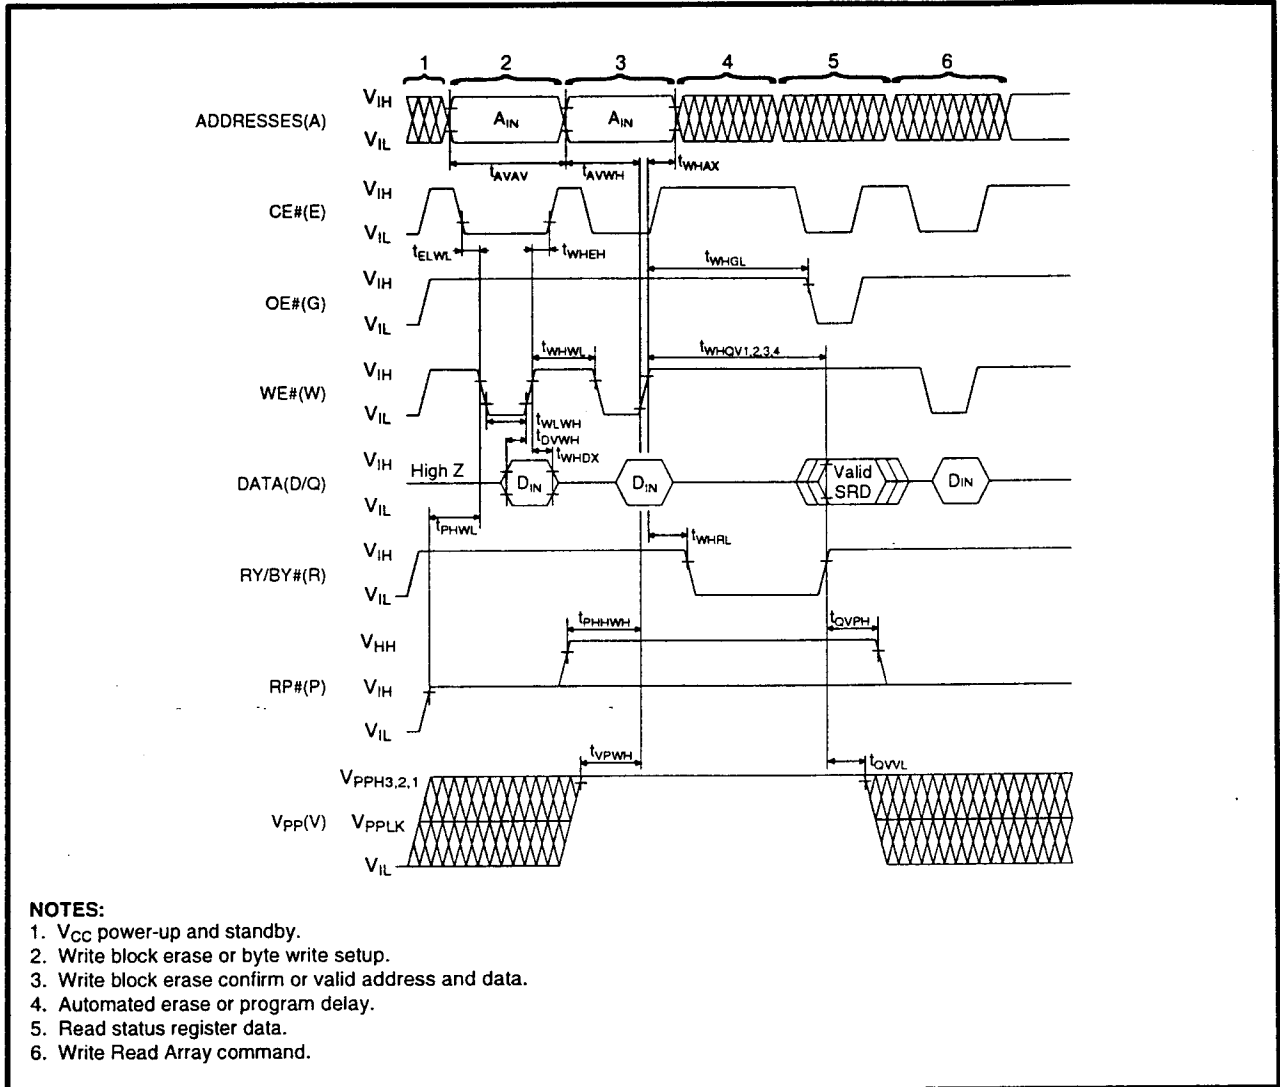 1 2 3 4 5 6
ADDRESSES(A) VIH AIN AIN
VIL
tAVAV tAVWH tWHAX
CE#(E) VIH
VIL
tELWL tWHEH
tWHGL
OE#(G) VIH
VIL
tWHWL tWHQV1,2,3,4
WE#(W) VIH
VIL
tWLWH
tDVWH
tWHDX
DATA(D/Q) VIH High Z DIN DIN Valid SRD DIN
VIL
tPHWL tWHRL
RY/BY#(R) VIH
VIL
tPHHWH tQVPH
VHH
RP#(P) VIH
VIL
tVPWH tQVVL
VPPH3,2,1
VPP(V) VPPLK
VIL
NOTES:
1. VCC power-up and standby.
2. Write block erase or byte write setup.
3. Write block erase confirm or valid address and data.
4. Automated erase or program delay.
5. Read status register data.
6. Write Read Array command.